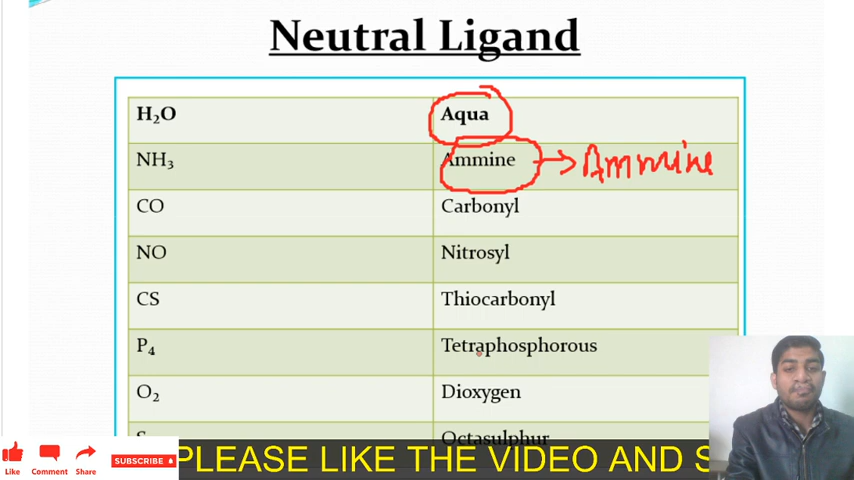 Neutral Ligand
H₂O Aqua
NH₃ Ammine → Ammine
CO Carbonyl
NO Nitrosyl
CS Thiocarbonyl
P₄ Tetraphosphorous
O₂ Dioxygen
Octasulphur
PLEASE LIKE THE VIDEO AND S
Like Comment Share SUBSCRIBE